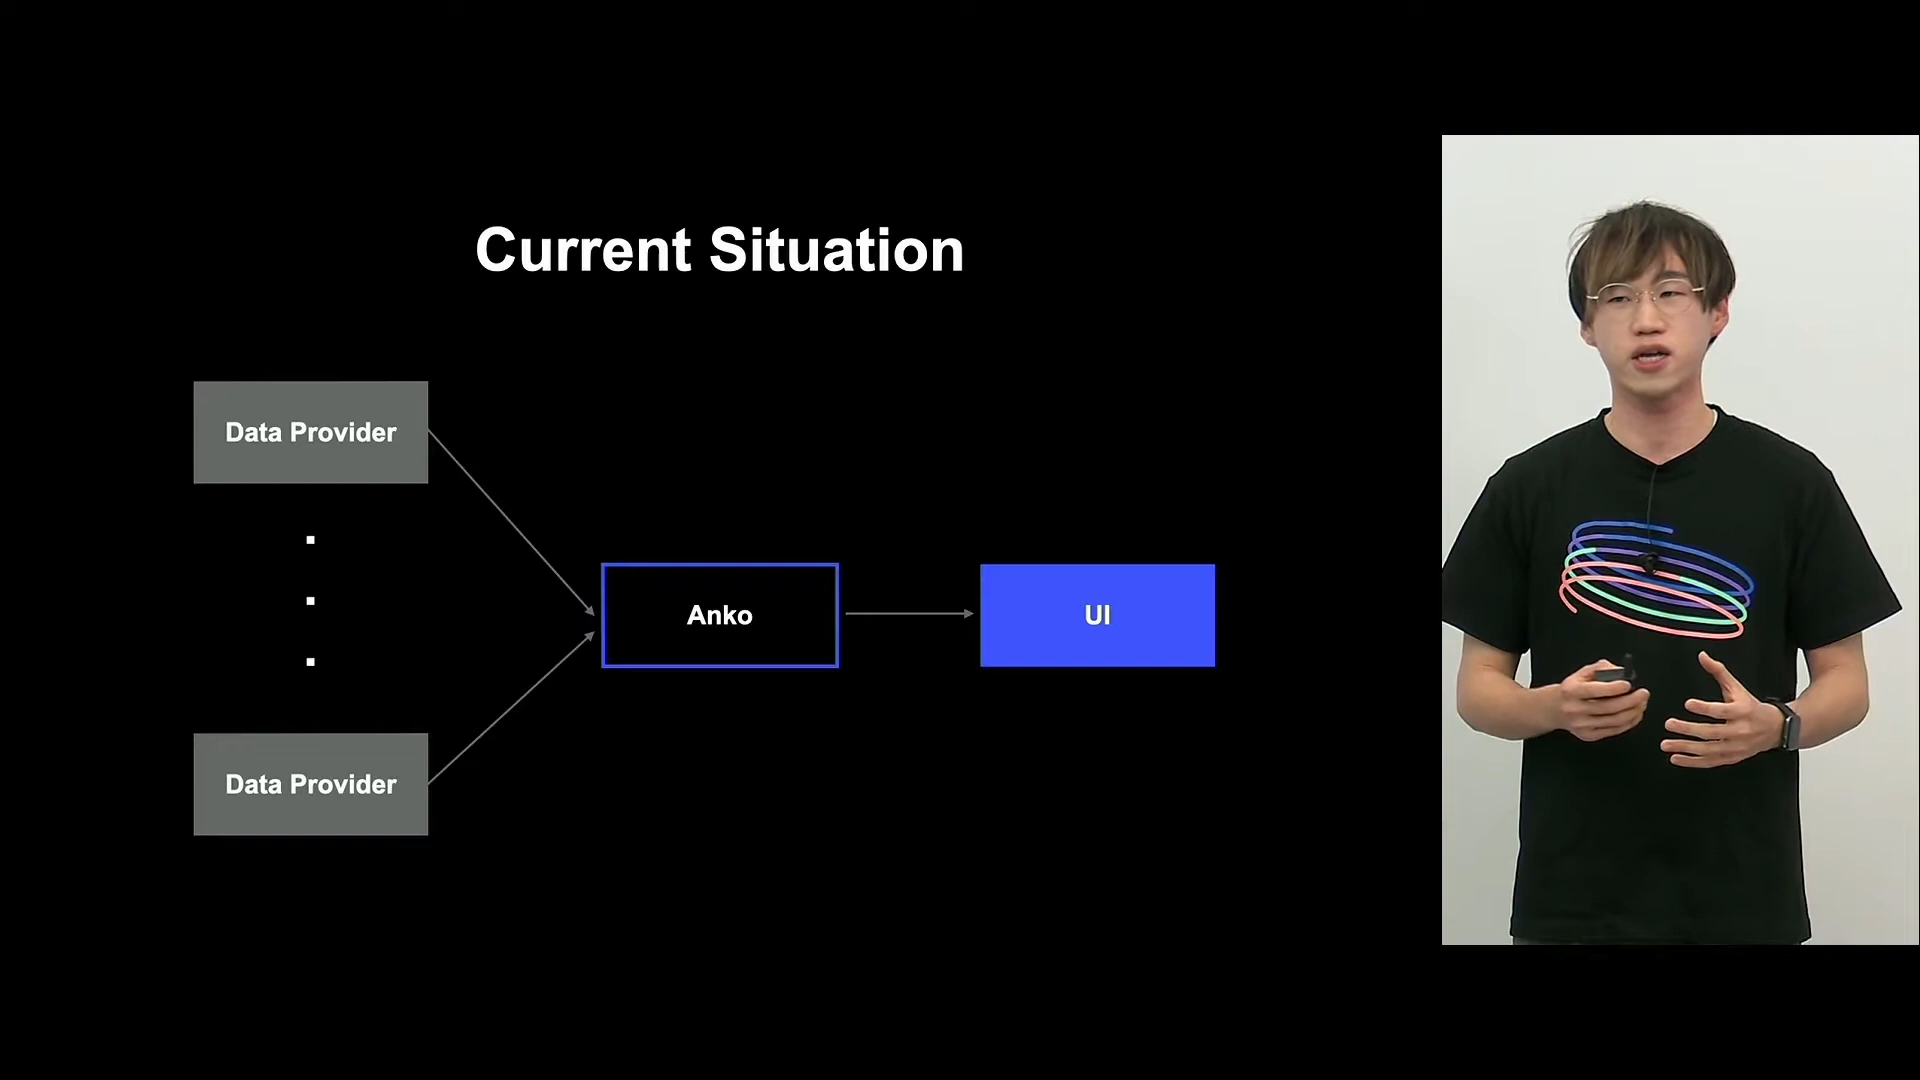 Current Situation
Data Provider
Anko
UI
Data Provider